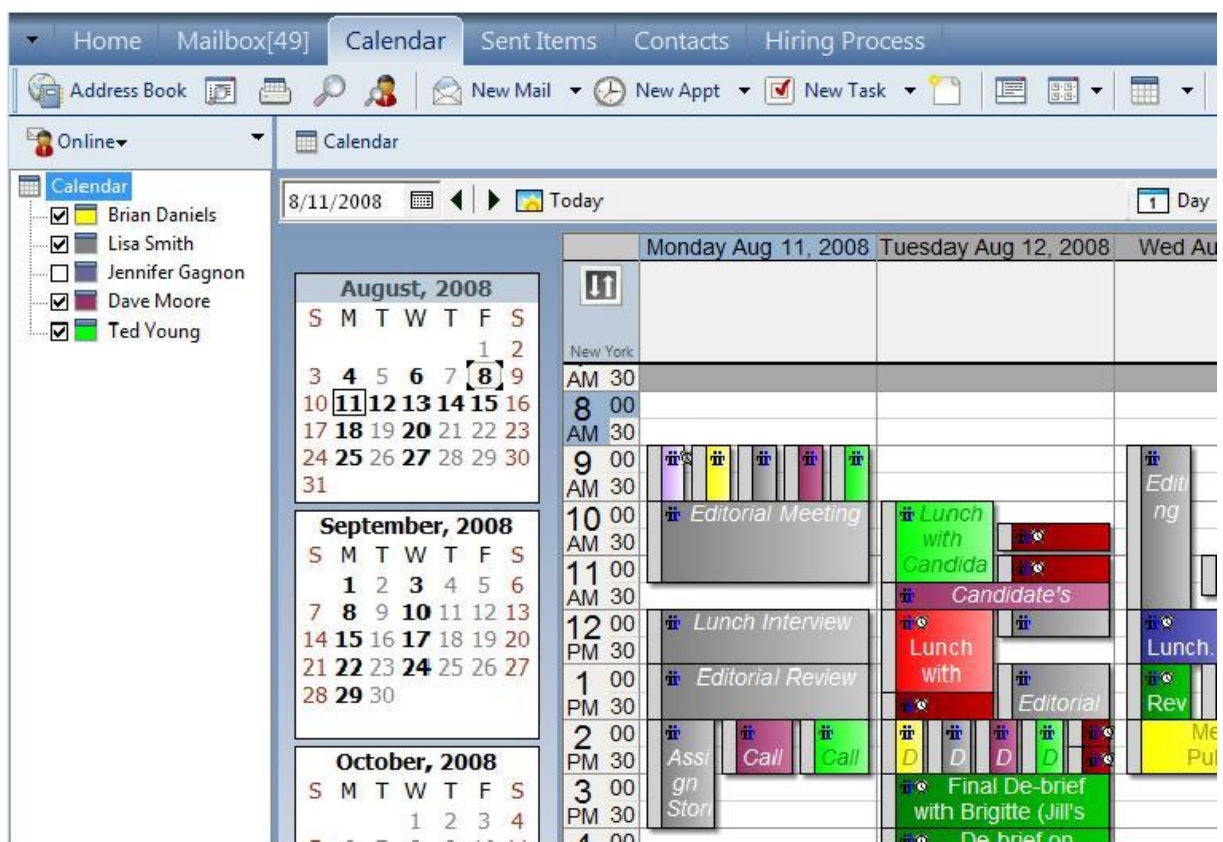 Home Mailbox[49] Calendar Sent Items Contacts Hiring Process
Address Book New Mail New Appt New Task
Online Calendar
Calendar
Brian Daniels
Lisa Smith
Jennifer Gagnon
Dave Moore
Ted Young
8/11/2008 Today 1 Day
August, 2008
S M T W T F S
1 2
3 4 5 6 7 8 9
10 11 12 13 14 15 16
17 18 19 20 21 22 23
24 25 26 27 28 29 30
31
September, 2008
S M T W T F S
1 2 3 4 5 6
7 8 9 10 11 12 13
14 15 16 17 18 19 20
21 22 23 24 25 26 27
28 29 30
October, 2008
S M T W T F S
1 2 3 4
Monday Aug 11, 2008 Tuesday Aug 12, 2008 Wed Au
New York
AM 30
8 00
AM 30
9 00
AM 30
10 00
AM 30
11 00
AM 30
12 00
PM 30
1 00
PM 30
2 00
PM 30
3 00
PM 30
Editorial Meeting
Lunch Interview
Editorial Review
Assi
gn
Stori
Call
Call
Lunch
with
Candida
Candidate's
Lunch
with
Editorial
D D D D
Final De-brief
with Brigitte (Jill's
De-brief on
Editi
ng
Lunch.
Rev
Me
Pul